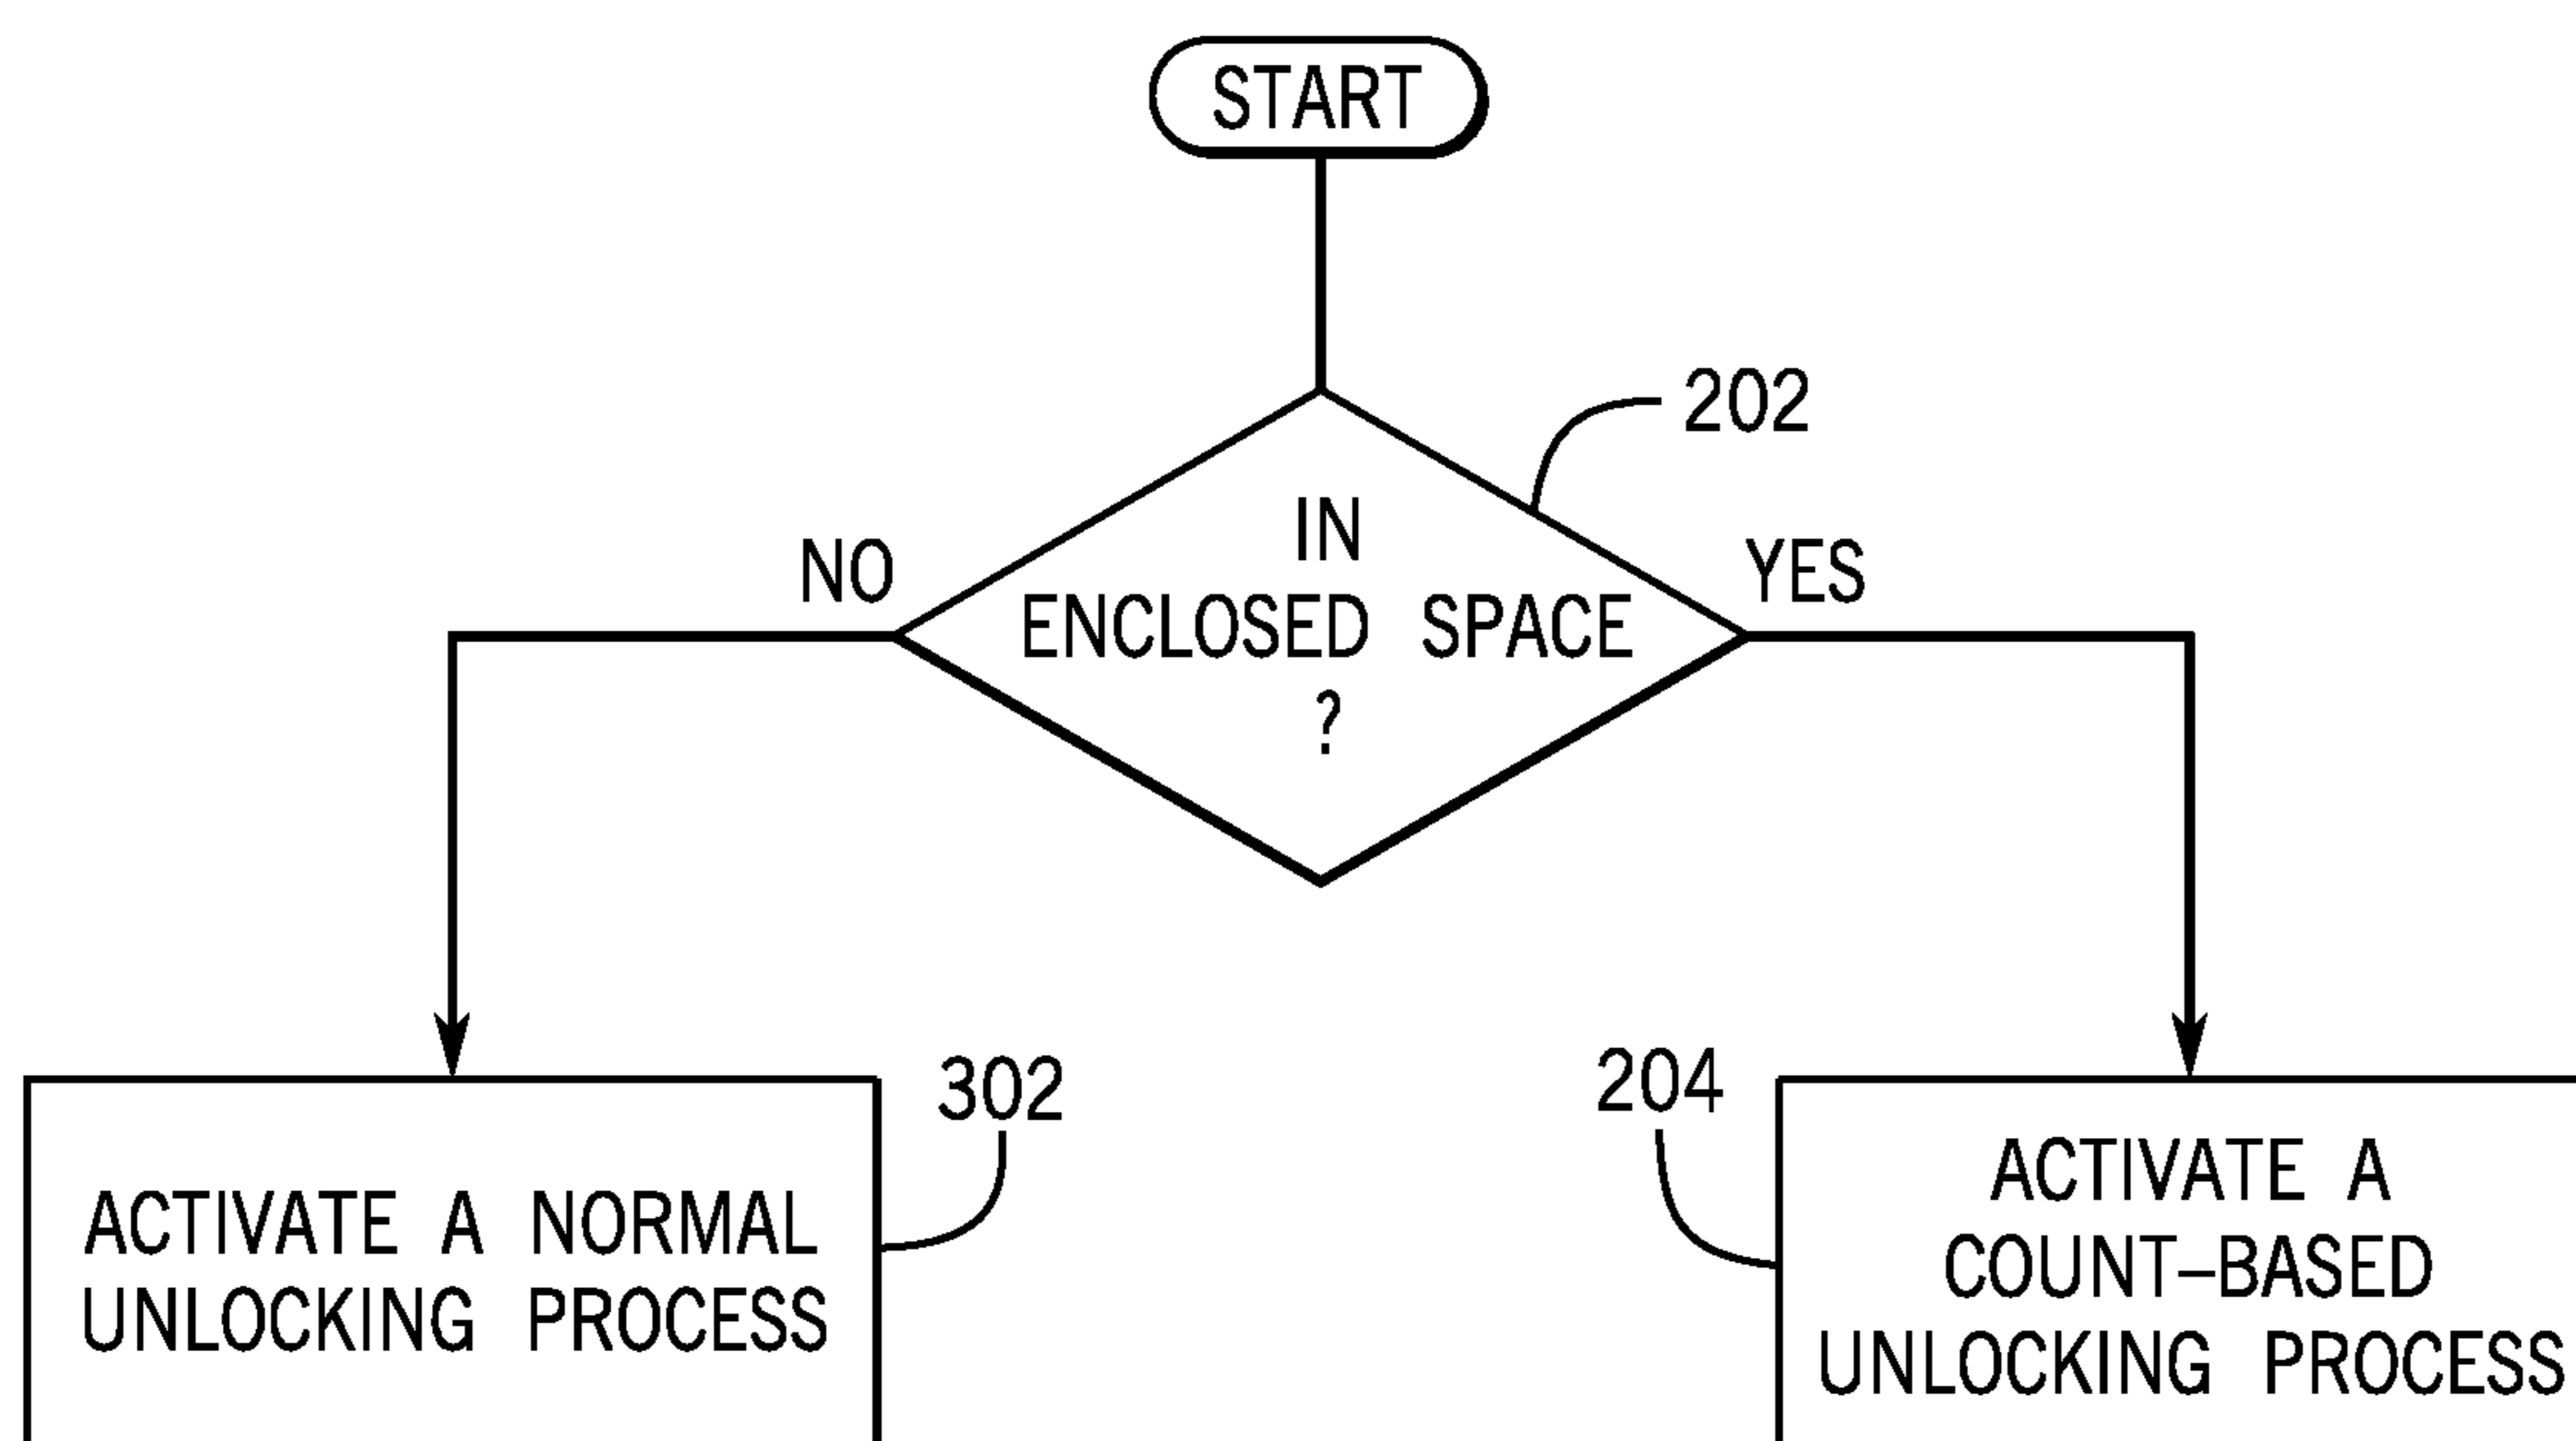 START
202
IN
ENCLOSED SPACE
?
NO
YES
302
ACTIVATE A NORMAL
UNLOCKING PROCESS
204
ACTIVATE A
COUNT–BASED
UNLOCKING PROCESS